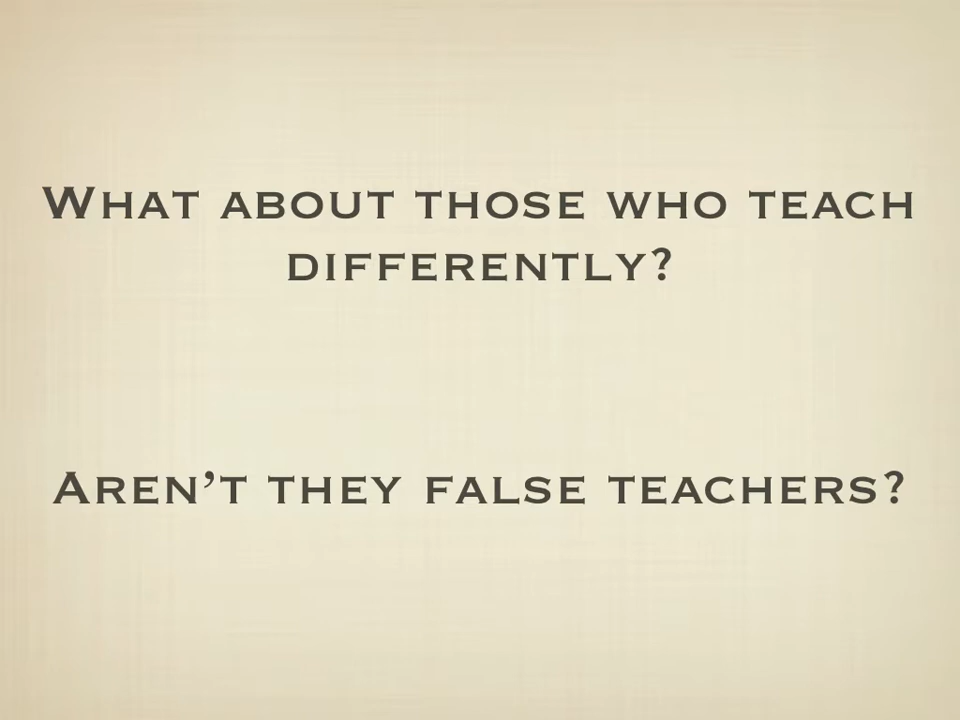 What about those who teach
differently?
Aren’t they false teachers?